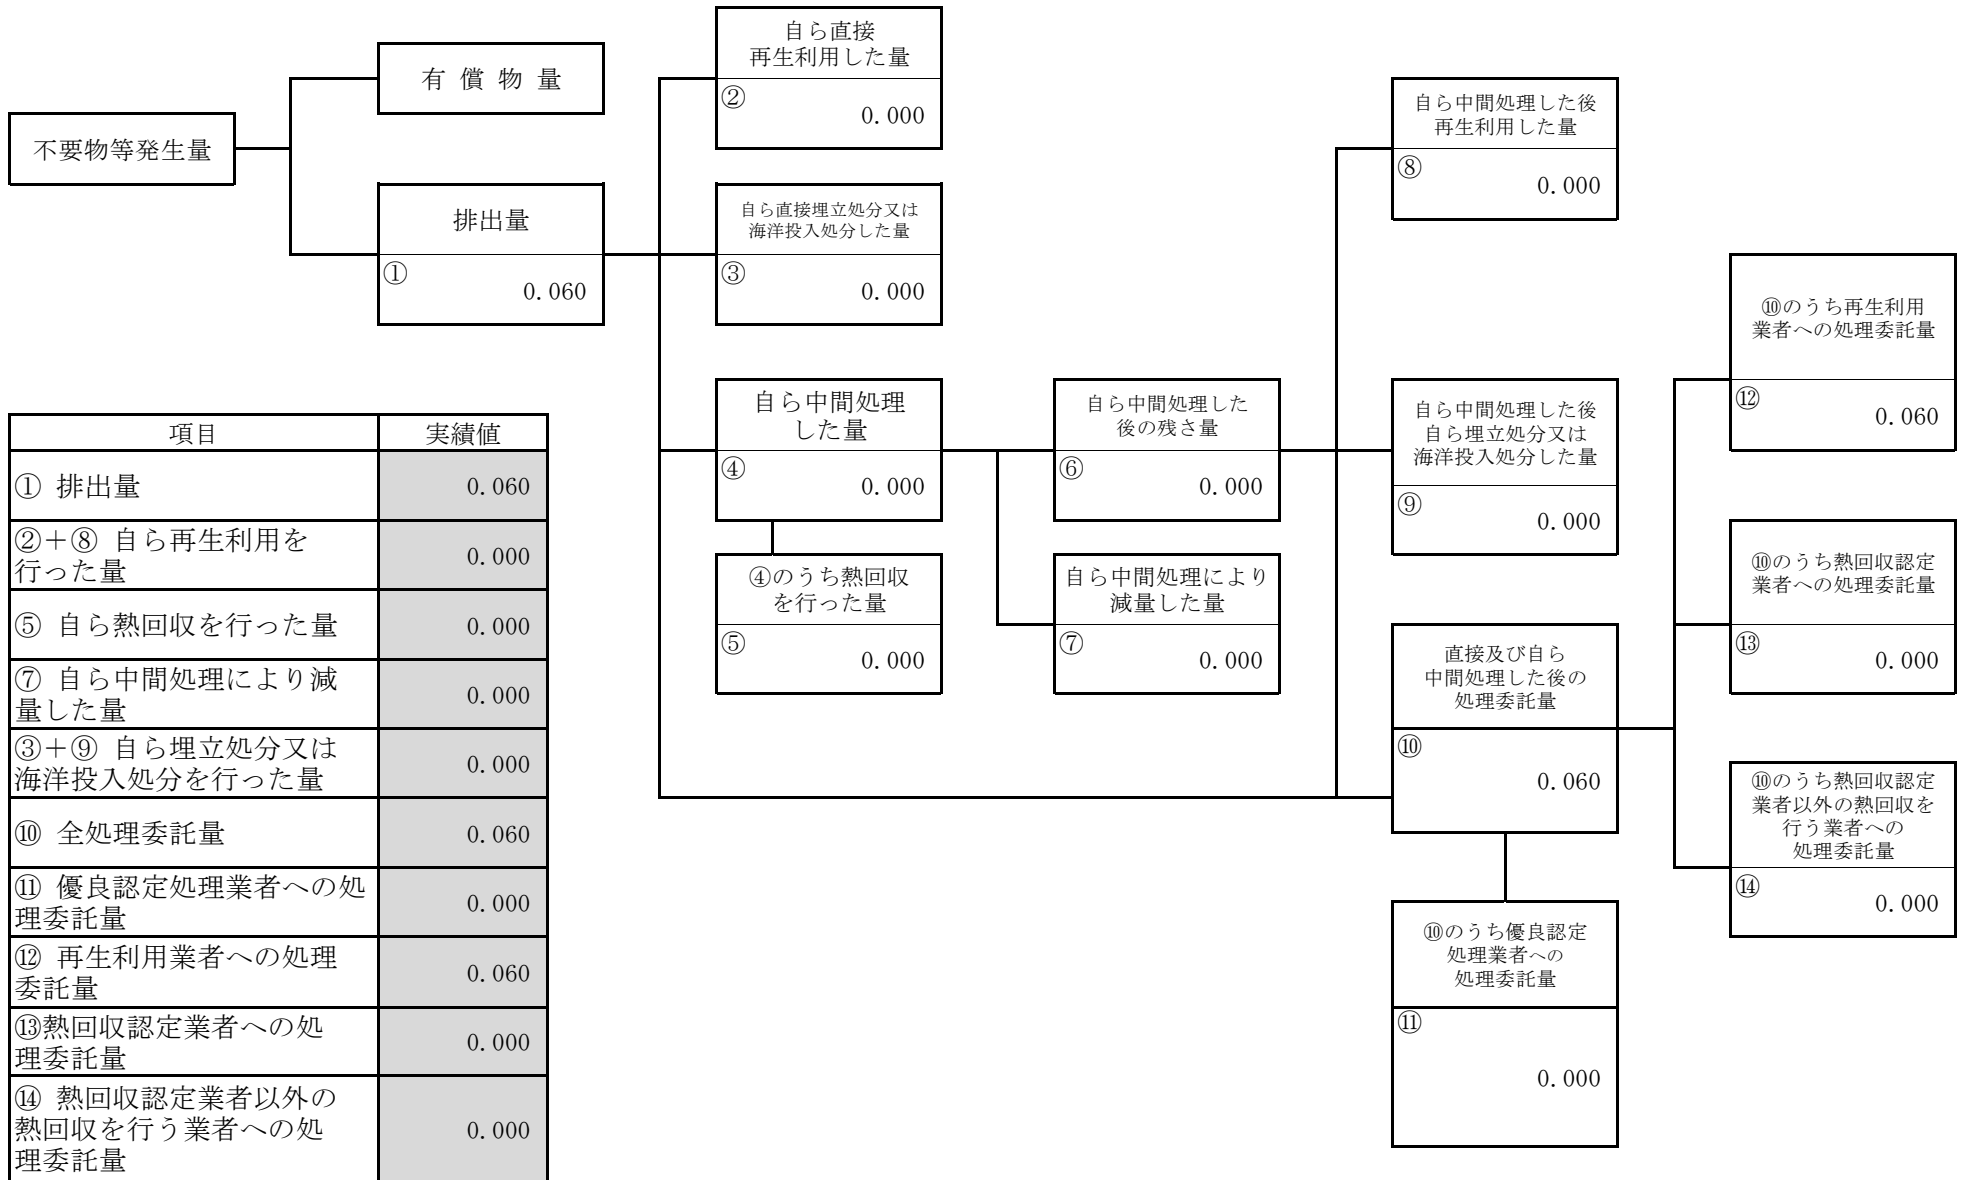 不要物等発生量
有 償 物 量
排出量
①
0.060
自ら直接
再生利用した量
②
0.000
自ら直接埋立処分又は
海洋投入処分した量
③
0.000
自ら中間処理
した量
④
0.000
④のうち熱回収
を行った量
⑤
0.000
自ら中間処理した
後の残さ量
⑥
0.000
自ら中間処理により
減量した量
⑦
0.000
自ら中間処理した後
再生利用した量
⑧
0.000
自ら中間処理した後
自ら埋立処分又は
海洋投入処分した量
⑨
0.000
直接及び自ら
中間処理した後の
処理委託量
⑩
0.060
⑩のうち優良認定
処理業者への
処理委託量
⑪
0.000
⑩のうち再生利用
業者への処理委託量
⑫
0.060
⑩のうち熱回収認定
業者への処理委託量
⑬
0.000
⑩のうち熱回収認定
業者以外の熱回収を
行う業者への
処理委託量
⑭
0.000
項目 実績値
① 排出量 0.060
②＋⑧ 自ら再生利用を
行った量 0.000
⑤ 自ら熱回収を行った量 0.000
⑦ 自ら中間処理により減
量した量 0.000
③＋⑨ 自ら埋立処分又は
海洋投入処分を行った量 0.000
⑩ 全処理委託量 0.060
⑪ 優良認定処理業者への処
理委託量 0.000
⑫ 再生利用業者への処理
委託量 0.060
⑬熱回収認定業者への処
理委託量 0.000
⑭ 熱回収認定業者以外の
熱回収を行う業者への処
理委託量 0.000